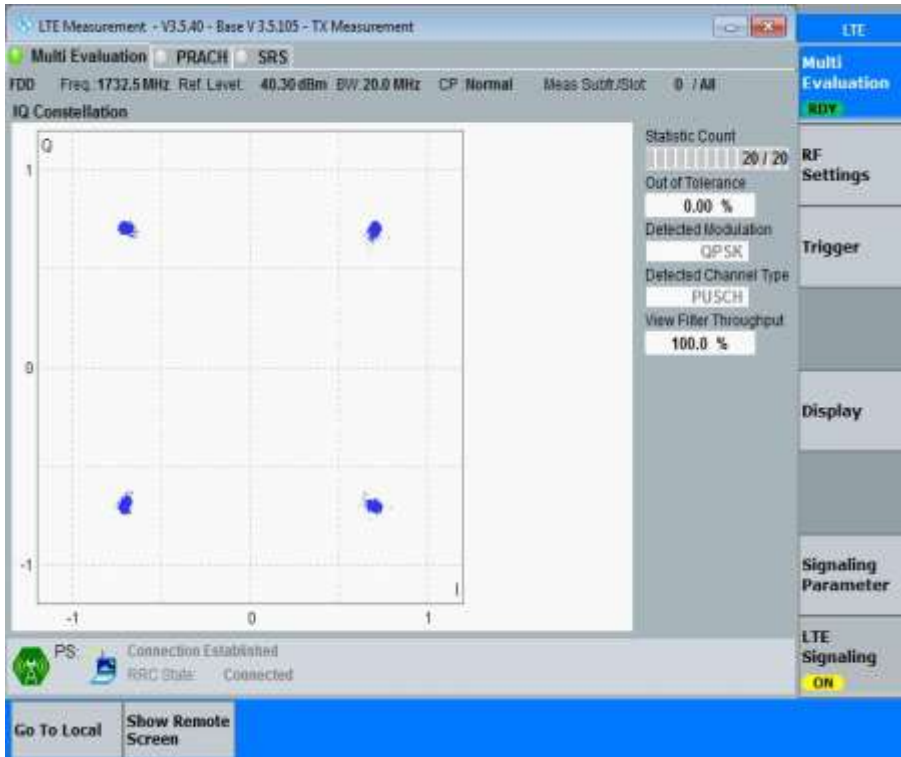 LTE Measurement - V3.5.40 - Base V 3.5.105 - TX Measurement
LTE
Multi Evaluation PRACH SRS
Multi
Evaluation
RDY
FDD Freq.:1732.5 MHz Ref. Level: 40.30 dBm BW:20.0 MHz CP:Normal Meas Subfr./Slot: 0 / All
IQ Constellation
Q
1
0
-1
-1 0 1
I
Statistic Count
20 / 20
Out of Tolerance
0.00 %
Detected Modulation
QPSK
Detected Channel Type
PUSCH
View Filter Throughput
100.0 %
RF
Settings
Trigger
Display
Signaling
Parameter
LTE
Signaling
ON
PS: Connection Established
RRC State: Connected
Go To Local
Show Remote
Screen